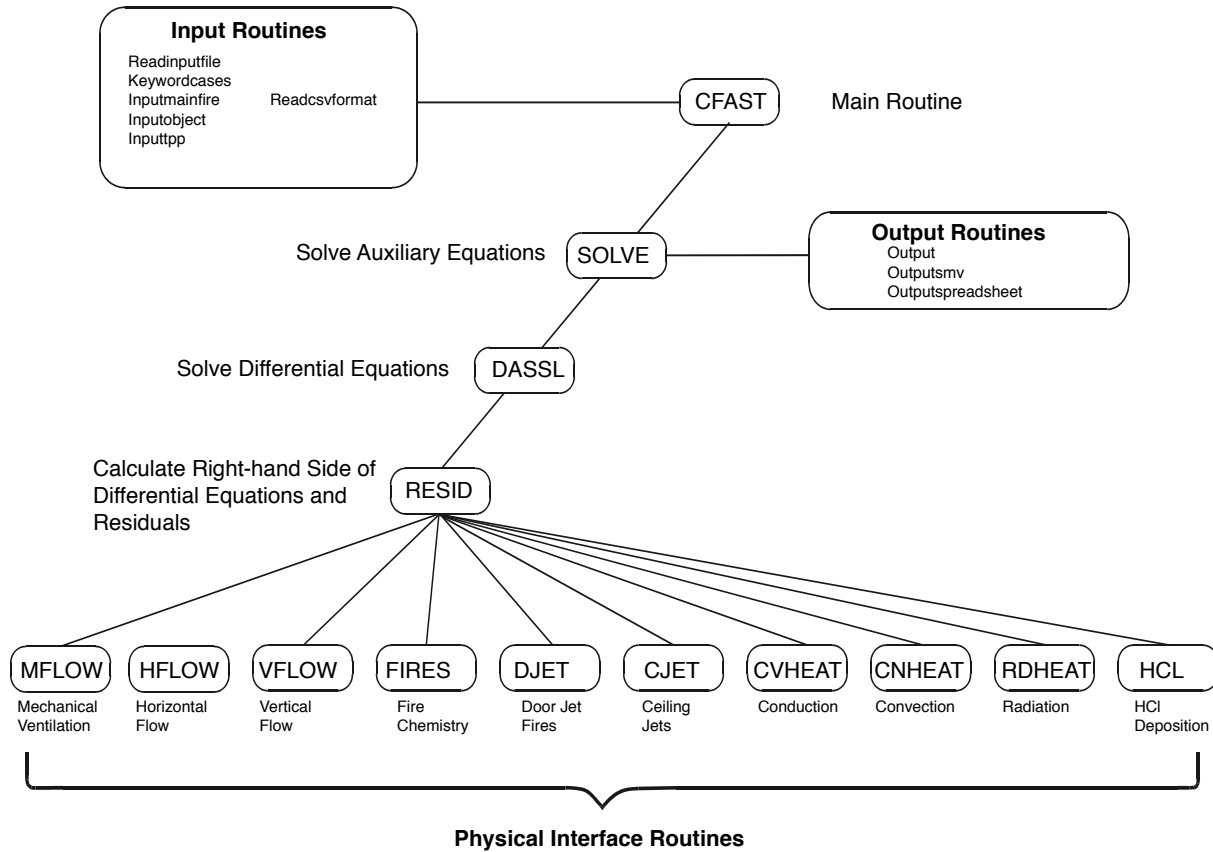 Input Routines
Readinputfile
Keywordcases
Inputmainfire
Readcsvformat
Inputobject
Inputtpp
CFAST
Main Routine
Solve Auxiliary Equations
SOLVE
Output Routines
Output
Outputsmv
Outputspreadsheet
Solve Differential Equations
DASSL
Calculate Right-hand Side of
Differential Equations and
Residuals
RESID
MFLOW
HFLOW
VFLOW
FIRES
DJET
CJET
CVHEAT
CNHEAT
RDHEAT
HCL
Mechanical
Ventilation
Horizontal
Flow
Vertical
Flow
Fire
Chemistry
Door Jet
Fires
Ceiling
Jets
Conduction
Convection
Radiation
HCl
Deposition
Physical Interface Routines